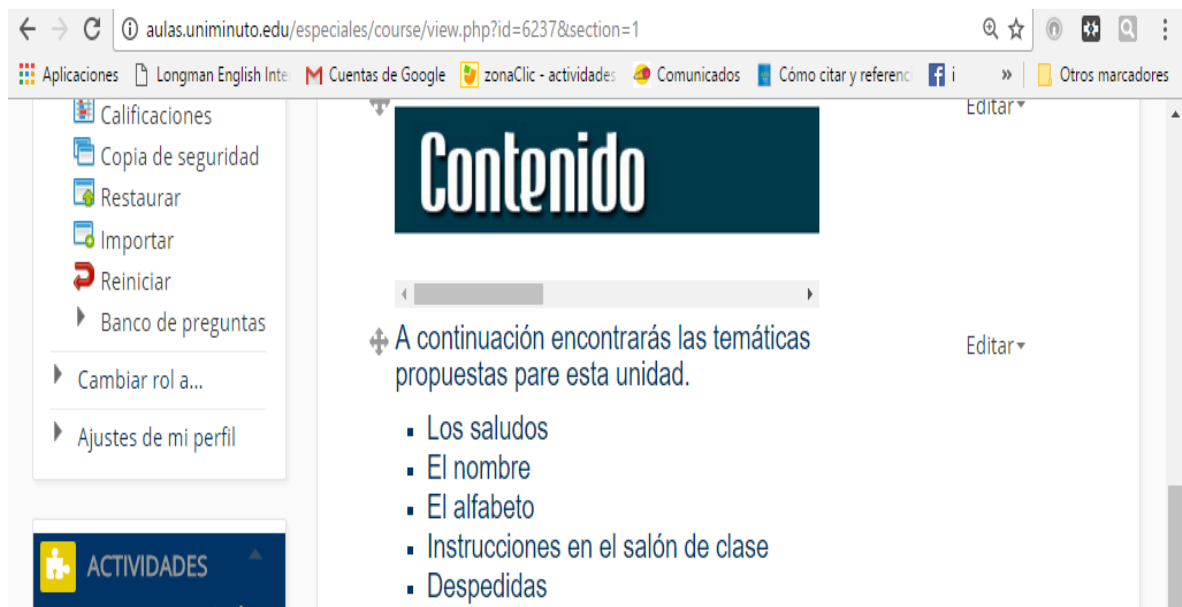 aulas.uniminuto.edu/especiales/course/view.php?id=6237&section=1
Aplicaciones Longman English Inte Cuentas de Google zonaClic - actividades Comunicados Cómo citar y referenc i » Otros marcadores
Calificaciones
Copia de seguridad
Restaurar
Importar
Reiniciar
Banco de preguntas
Cambiar rol a...
Ajustes de mi perfil
ACTIVIDADES
Editar
Contenido
A continuación encontrarás las temáticas
propuestas pare esta unidad.
Editar
Los saludos
El nombre
El alfabeto
Instrucciones en el salón de clase
Despedidas